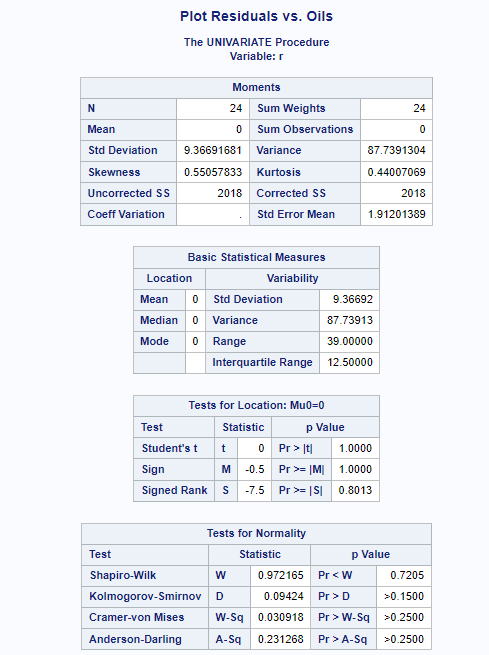 Plot Residuals vs. Oils
The UNIVARIATE Procedure
Variable: r
Moments
N 24 Sum Weights 24
Mean 0 Sum Observations 0
Std Deviation 9.36691681 Variance 87.7391304
Skewness 0.55057833 Kurtosis 0.44007069
Uncorrected SS 2018 Corrected SS 2018
Coeff Variation . Std Error Mean 1.91201389
Basic Statistical Measures
Location Variability
Mean 0 Std Deviation 9.36692
Median 0 Variance 87.73913
Mode 0 Range 39.00000
Interquartile Range 12.50000
Tests for Location: Mu0=0
Test Statistic p Value
Student's t t 0 Pr > |t| 1.0000
Sign M -0.5 Pr >= |M| 1.0000
Signed Rank S -7.5 Pr >= |S| 0.8013
Tests for Normality
Test Statistic p Value
Shapiro-Wilk W 0.972165 Pr < W 0.7205
Kolmogorov-Smirnov D 0.09424 Pr > D >0.1500
Cramer-von Mises W-Sq 0.030918 Pr > W-Sq >0.2500
Anderson-Darling A-Sq 0.231268 Pr > A-Sq >0.2500